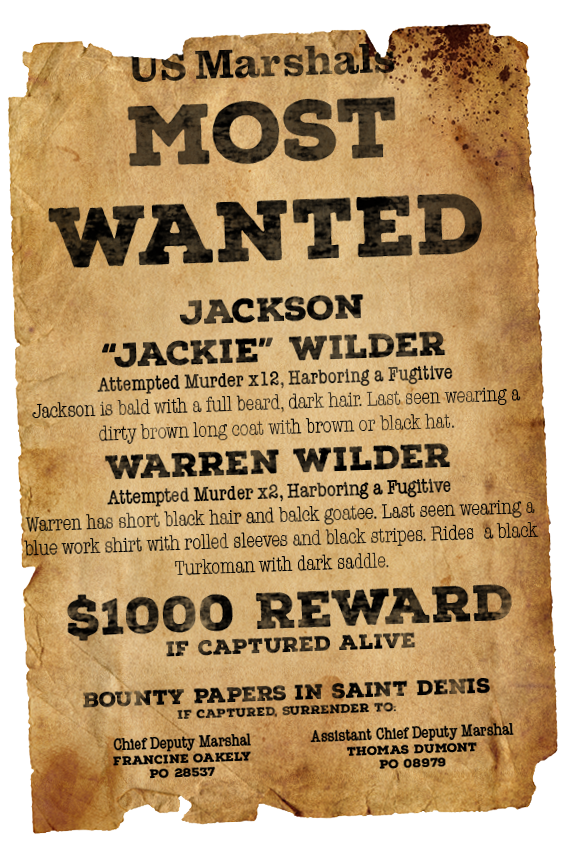 US Marshals
MOST
WANTED
JACKSON
"JACKIE" WILDER
Attempted Murder x12, Harboring a Fugitive
Jackson is bald with a full beard, dark hair. Last seen wearing a
dirty brown long coat with brown or black hat.
WARREN WILDER
Attempted Murder x2, Harboring a Fugitive
Warren has short black hair and balck goatee. Last seen wearing a
blue work shirt with rolled sleeves and black stripes. Rides a black
Turkoman with dark saddle.
$1000 REWARD
IF CAPTURED ALIVE
BOUNTY PAPERS IN SAINT DENIS
IF CAPTURED, SURRENDER TO:
Chief Deputy Marshal
FRANCINE OAKELY
PO 28537
Assistant Chief Deputy Marshal
THOMAS DUMONT
PO 08979